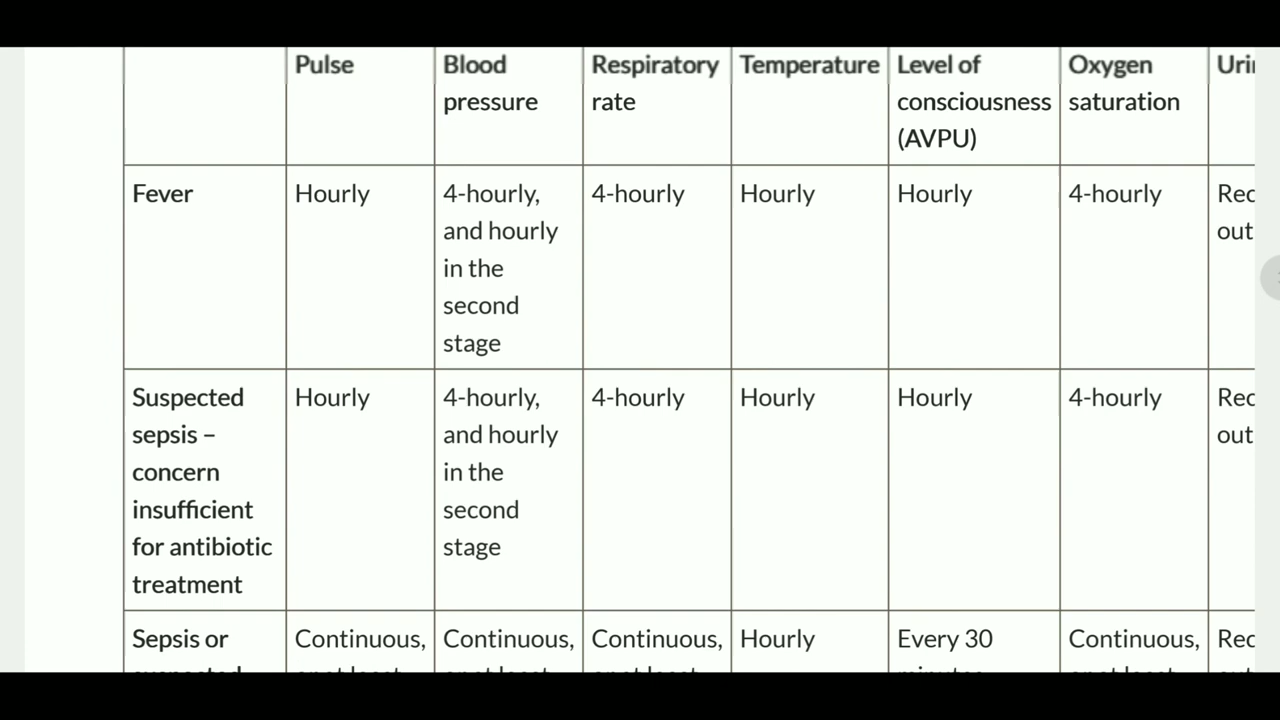 Pulse
Blood
pressure
Respiratory
rate
Temperature
Level of
consciousness
(AVPU)
Oxygen
saturation
Fever
Hourly
4-hourly,
and hourly
in the
second
stage
4-hourly
Hourly
Hourly
4-hourly
Suspected
sepsis –
concern
insufficient
for antibiotic
treatment
Hourly
4-hourly,
and hourly
in the
second
stage
4-hourly
Hourly
Hourly
4-hourly
Sepsis or
Continuous,
Continuous,
Continuous,
Hourly
Every 30
Continuous,